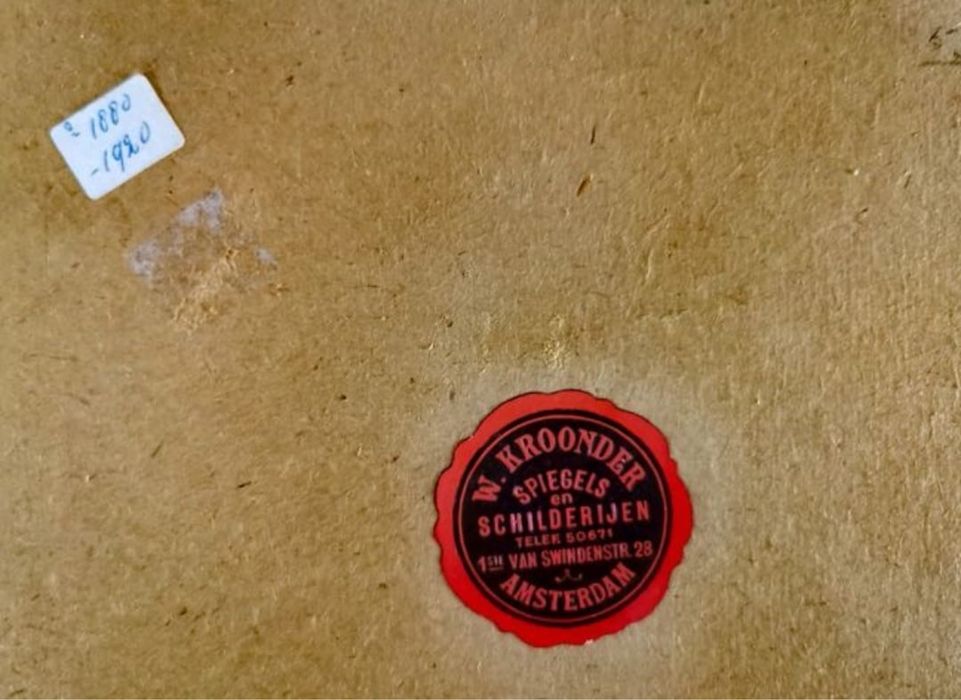 ± 1880
-1920
W. KROONDER
SPIEGELS
en
SCHILDERIJEN
TELEF. 50671
1STE VAN SWINDENSTR. 28
AMSTERDAM